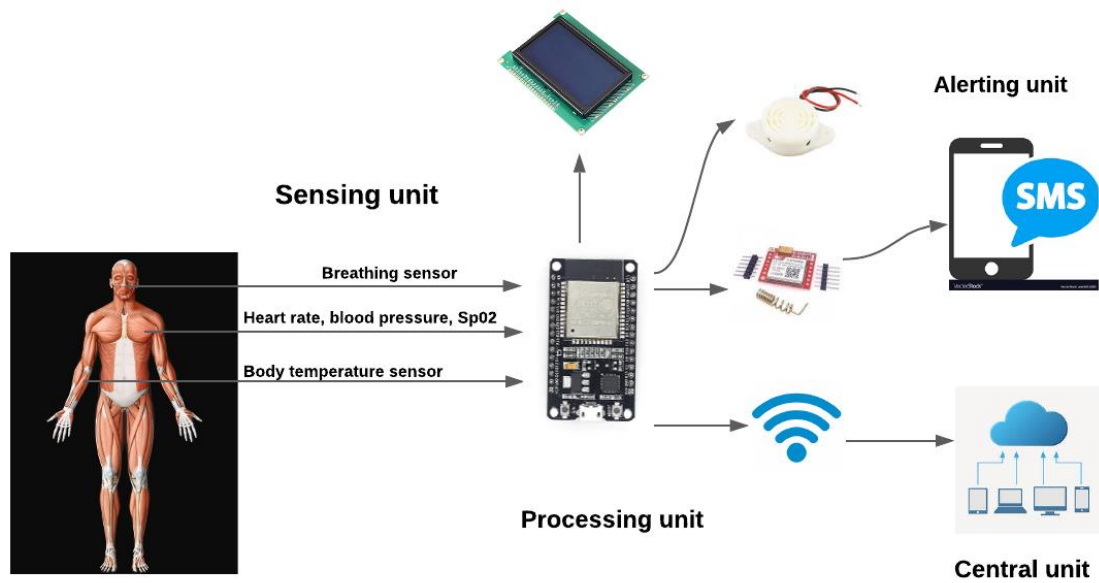 Alerting unit
Sensing unit
SMS
VectorStock
Breathing sensor
Heart rate, blood pressure, Sp02
Body temperature sensor
Processing unit
Central unit